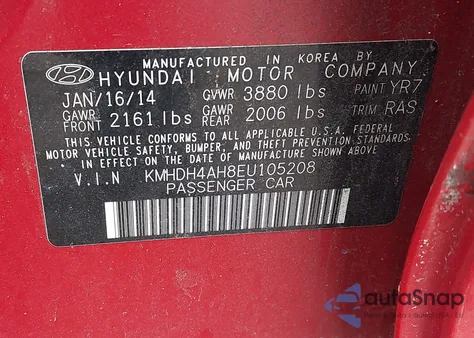 MANUFACTURED IN KOREA BY
HYUNDAI MOTOR COMPANY
JAN/16/14 GVWR 3880 lbs PAINT YR7
GAWR FRONT 2161 lbs GAWR REAR 2006 lbs TRIM RAS
THIS VEHICLE CONFORMS TO ALL APPLICABLE U.S.A. FEDERAL
MOTOR VEHICLE SAFETY, BUMPER, AND THEFT PREVENTION STANDARDS
IN EFFECT ON THE DATE OF MANUFACTURE SHOWN ABOVE.
V.I.N KMHDH4AH8EU105208
PASSENGER CAR
autoSnap